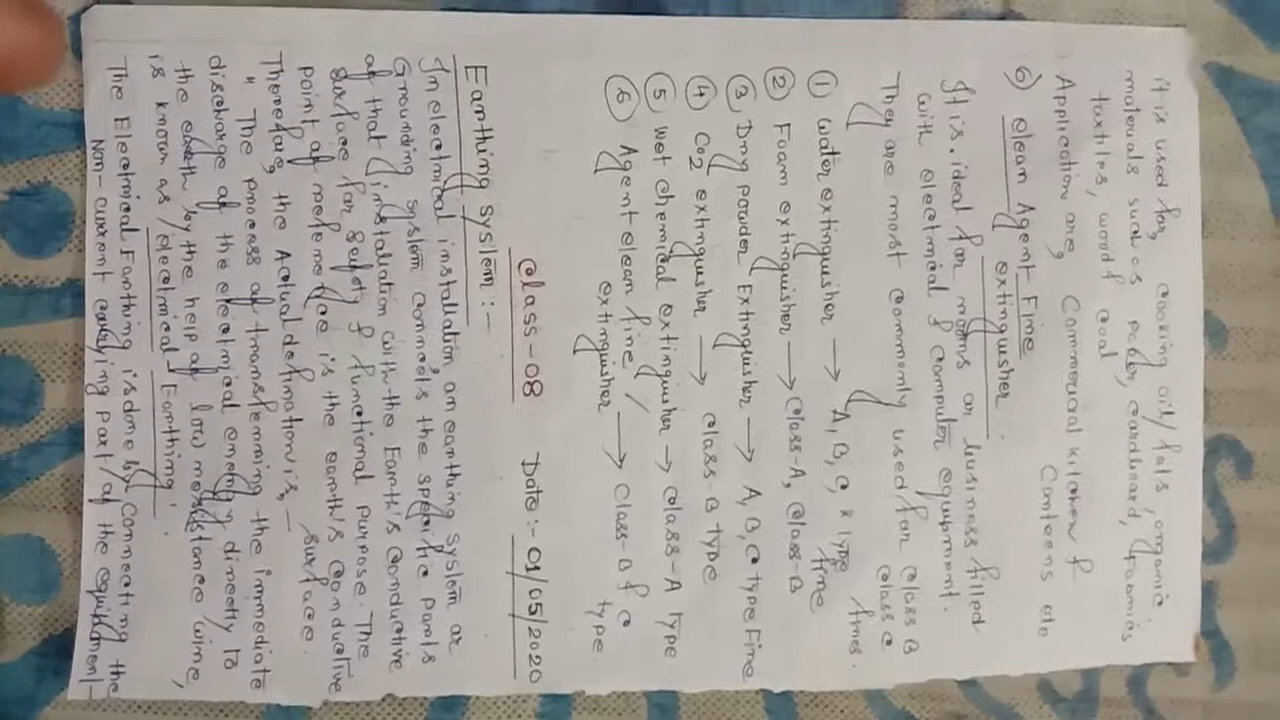 it is used for, cooking oil/fats, organic
materials such as paper, cardboard, foamies
textiles, wood & coal
Application are, Commercial kitchen &
Canteens etc
6) Clean Agent Fire
extinguisher :-
It is ideal for rooms or business filled
with electrical & computer equipment.
They are most commonly used for class B
class C
fires.
① Water extinguisher → A, B, C, K type
fire
② Foam extinguisher → class-A, class-B
③ Dry powder Extinguisher → A, B, C type Fire
④ CO2 extinguisher → class-B type
⑤ Wet chemical extinguisher → class-A type
⑥ Agent clean fire / → class-B & C
extinguisher type.
Class-08 Date:- 01/05/2020
Earthing system :-
In electrical installation, an earthing system or
Grounding system connects the specific parts
of that installation with the Earth's conductive
surface for safety & functional purpose. The
point of reference is the earth's conductive
surface.
Therefore, the Actual defination is,—
" The process of transferring the immediate
discharge of the electrical energy directly to
the earth by the help of low resistance wire,
is known as 'electrical Earthing'.
The Electrical Earthing is done by Connecting the
Non-current carrying part of the equipment